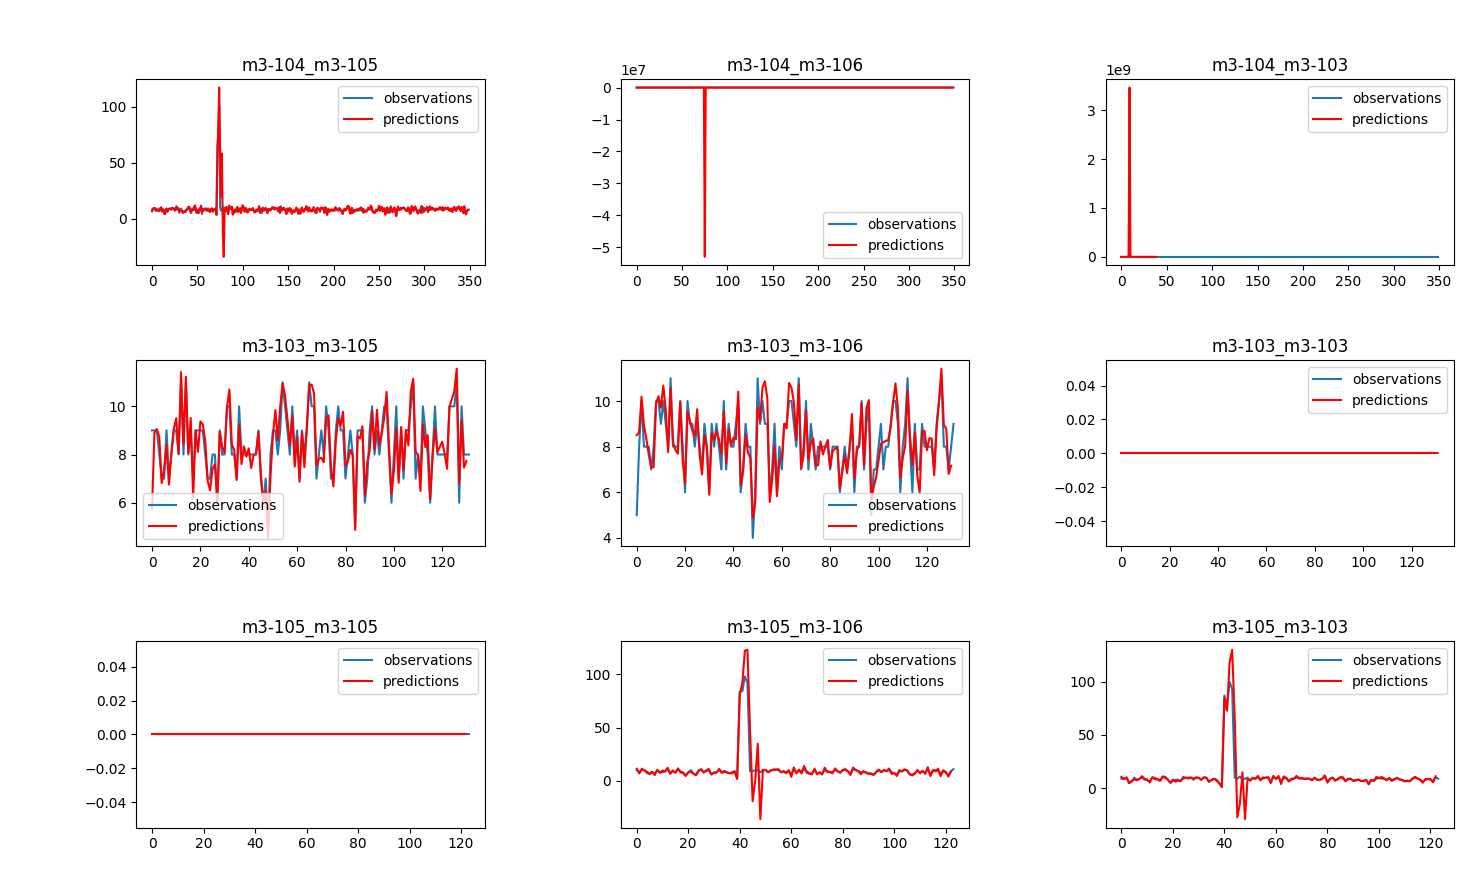 m3-104_m3-105
100
50
0
0 50 100 150 200 250 300 350
observations
predictions
m3-104_m3-106
1e7
0
−1
−2
−3
−4
−5
0 50 100 150 200 250 300 350
observations
predictions
m3-104_m3-103
1e9
3
2
1
0
0 50 100 150 200 250 300 350
observations
predictions
m3-103_m3-105
10
8
6
0 20 40 60 80 100 120
observations
predictions
m3-103_m3-106
10
8
6
4
0 20 40 60 80 100 120
observations
predictions
m3-103_m3-103
0.04
0.02
0.00
−0.02
−0.04
0 20 40 60 80 100 120
observations
predictions
m3-105_m3-105
0.04
0.02
0.00
−0.02
−0.04
0 20 40 60 80 100 120
observations
predictions
m3-105_m3-106
100
50
0
0 20 40 60 80 100 120
observations
predictions
m3-105_m3-103
100
50
0
0 20 40 60 80 100 120
observations
predictions